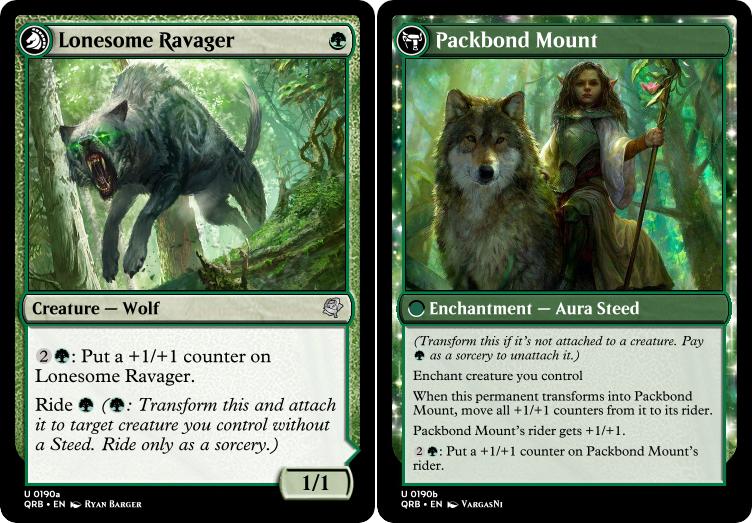 Lonesome Ravager
Creature — Wolf
2: Put a +1/+1 counter on
Lonesome Ravager.
Ride (: Transform this and attach
it to target creature you control without
a Steed. Ride only as a sorcery.)
1/1
U 0190a
QRB • EN RYAN BARGER
Packbond Mount
Enchantment — Aura Steed
(Transform this if it's not attached to a creature. Pay
as a sorcery to unattach it.)
Enchant creature you control
When this permanent transforms into Packbond
Mount, move all +1/+1 counters from it to its rider.
Packbond Mount's rider gets +1/+1.
2: Put a +1/+1 counter on Packbond Mount's
rider.
U 0190b
QRB • EN VARGASNI